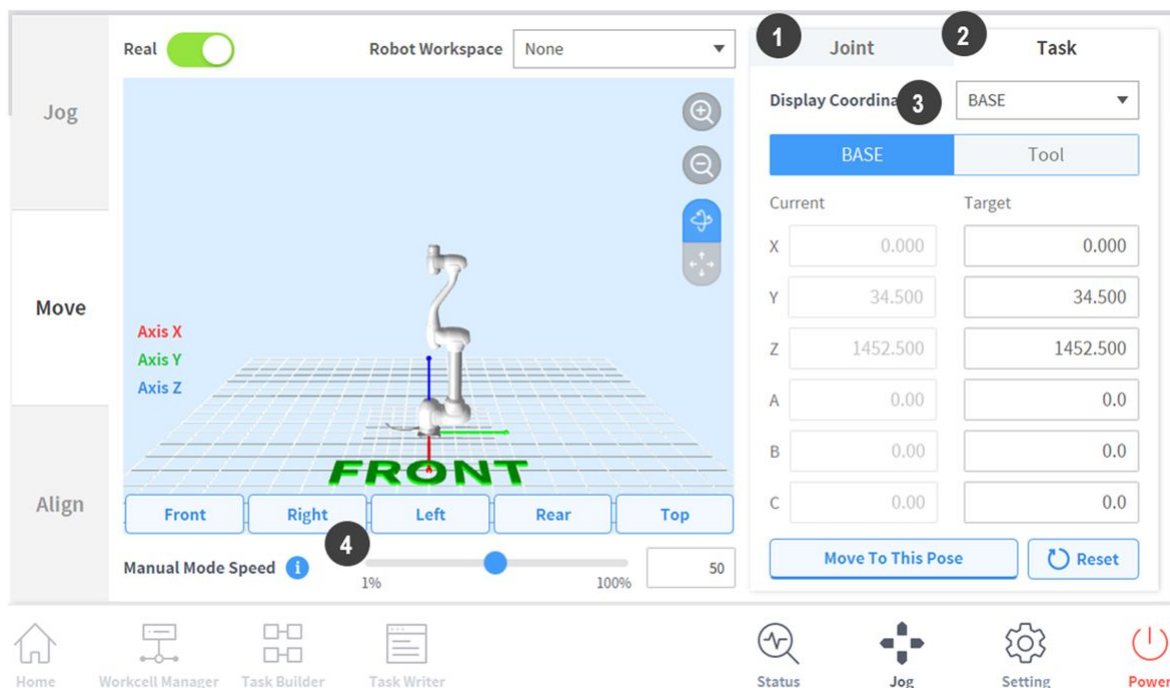 Real
Robot Workspace None
1 Joint
2 Task
Jog
Move
Align
Display Coordina 3 BASE
BASE Tool
Current Target
X 0.000 0.000
Y 34.500 34.500
Z 1452.500 1452.500
A 0.00 0.0
B 0.00 0.0
C 0.00 0.0
Move To This Pose Reset
Axis X
Axis Y
Axis Z
FRONT
Front Right Left Rear Top
4
Manual Mode Speed i 1% 100% 50
Home Workcell Manager Task Builder Task Writer Status Jog Setting Power